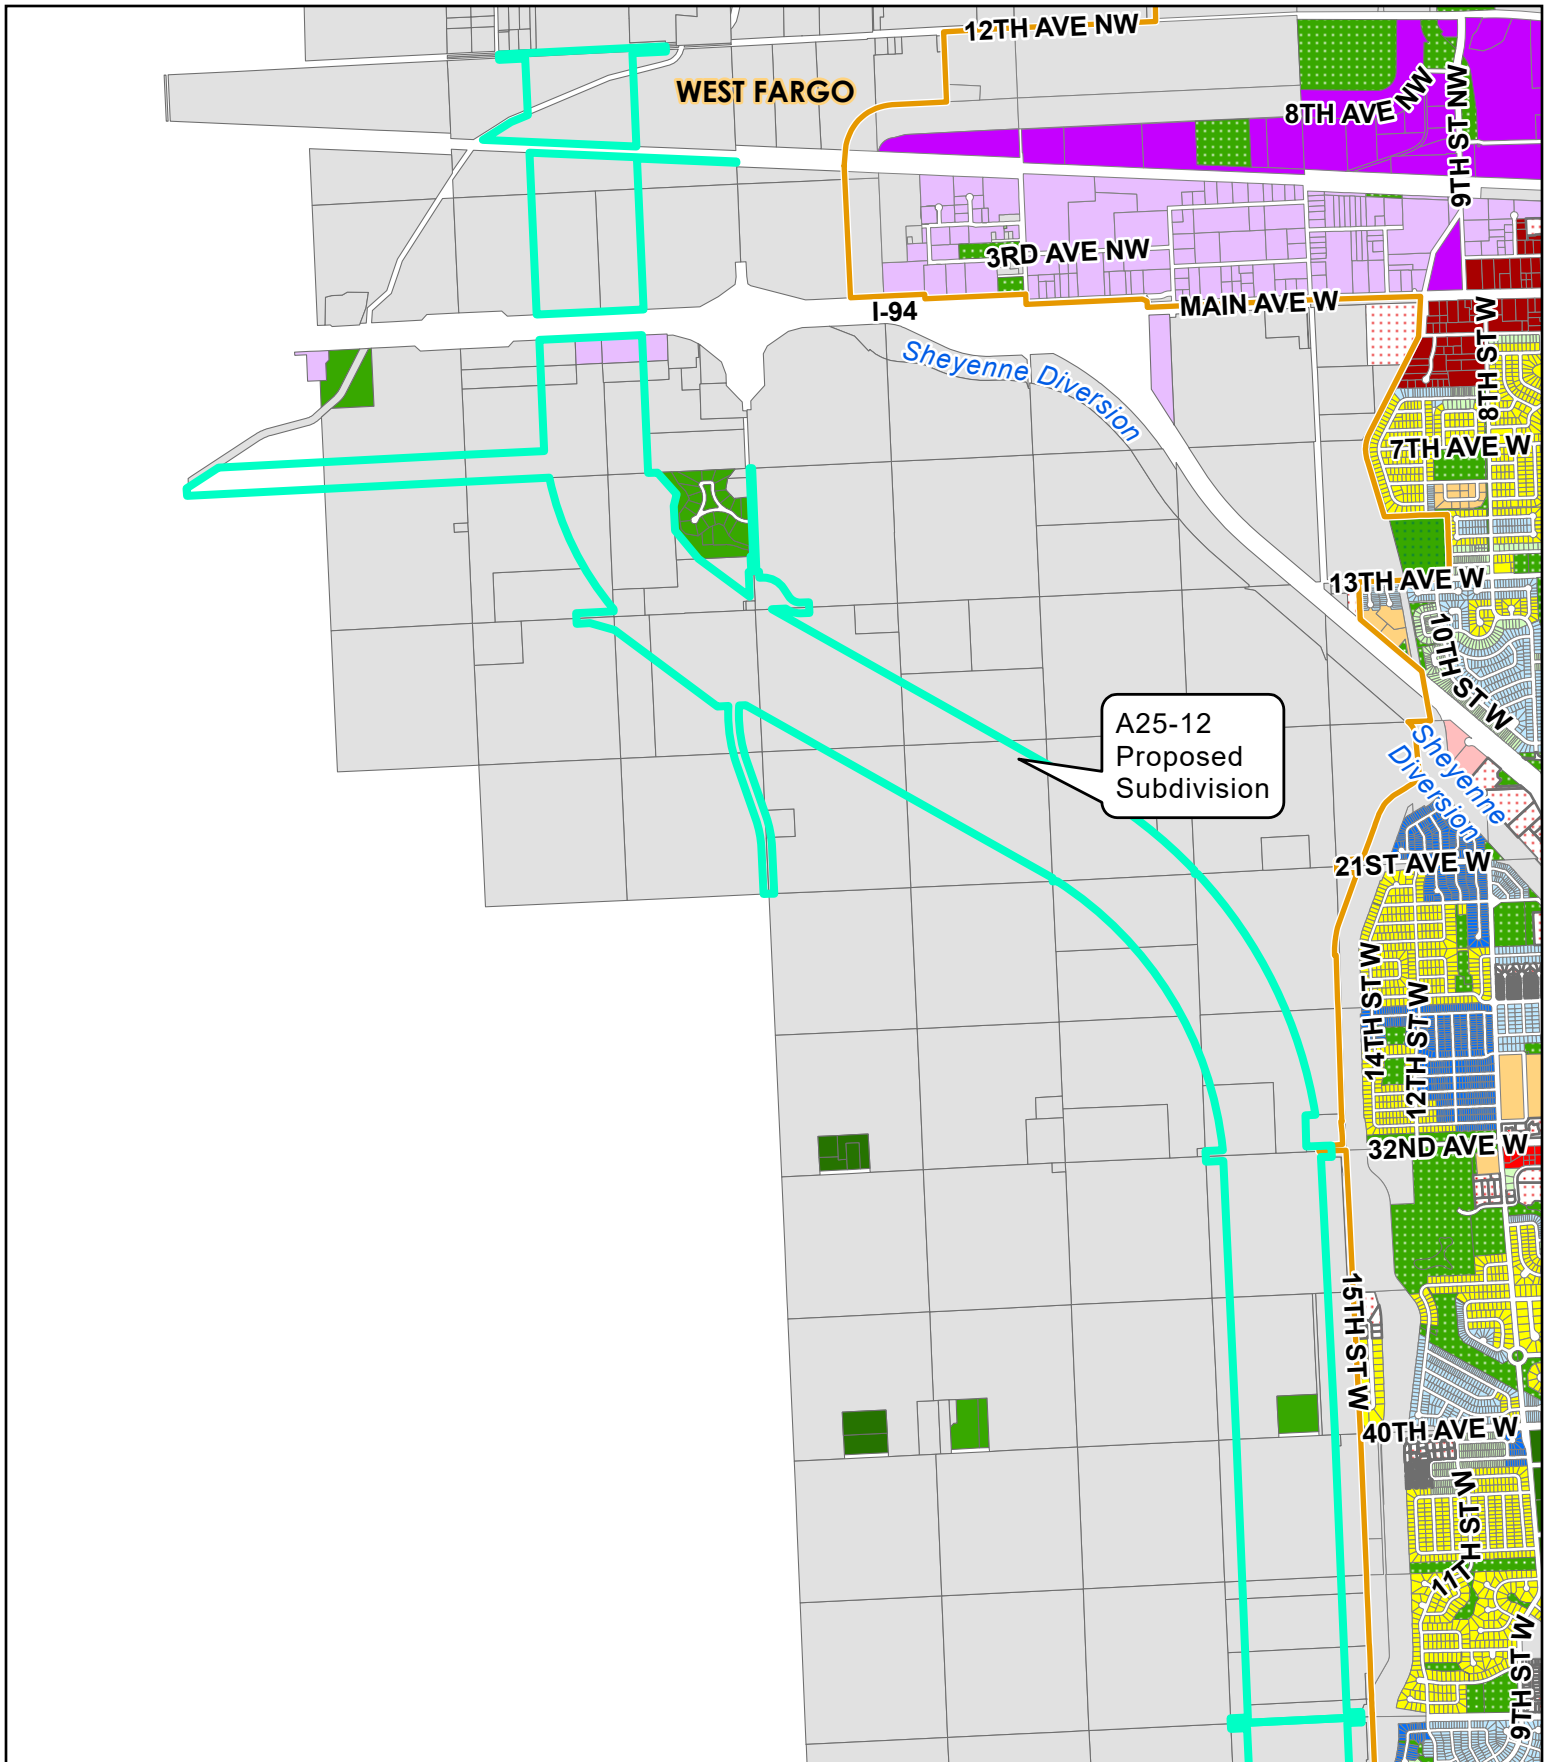 12TH AVE NW
WEST FARGO
8TH AVE NW
9TH ST NW
3RD AVE NW
I-94
MAIN AVE W
Sheyenne Diversion
8TH ST W
7TH AVE W
13TH AVE W
10TH ST W
A25-12
Proposed
Subdivision
Sheyenne
Diversion
21ST AVE W
14TH ST W
12TH ST W
32ND AVE W
15TH ST W
40TH AVE W
11TH ST W
9TH ST W